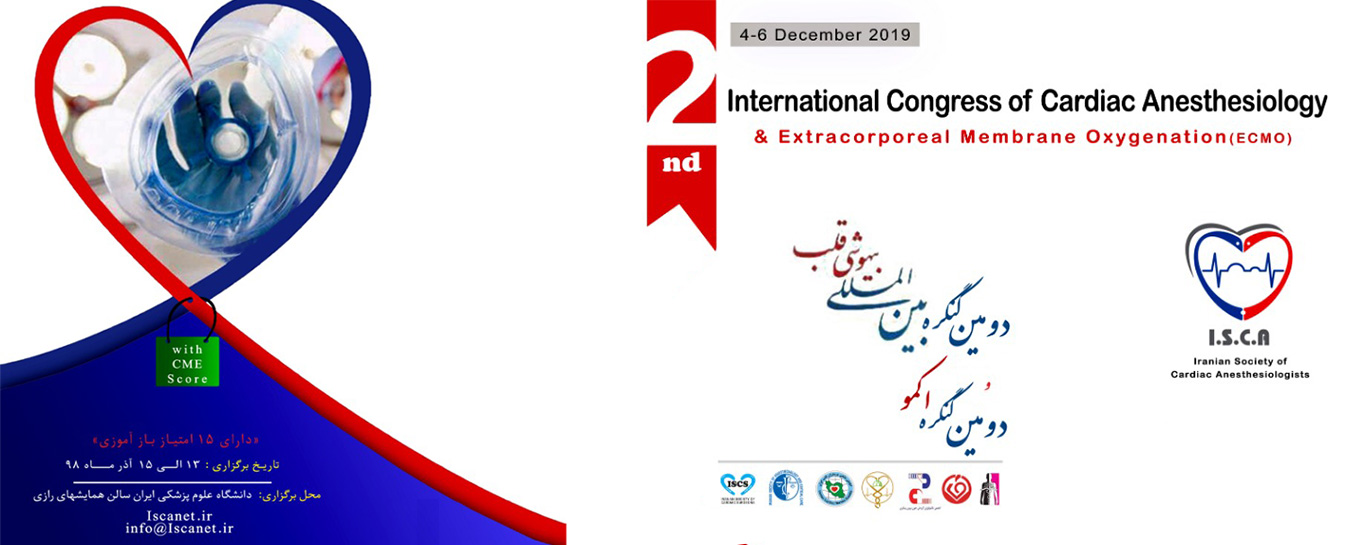 with
CME
Score
«دارای ۱۵ امتیاز باز آموزی»
تاریخ برگزاری : ۱۳ الی ۱۵ آذر ماه ۹۸
محل برگزاری: دانشگاه علوم پزشکی ایران سالن همایشهای رازی
Iscanet.ir
info@Iscanet.ir
2
nd
4-6 December 2019
International Congress of Cardiac Anesthesiology
& Extracorporeal Membrane Oxygenation(ECMO)
دومین کنگره بین المللی بیهوشی قلب
و
دومین کنگره اکمو
I.S.C.A
Iranian Society of
Cardiac Anesthesiologists
iscs